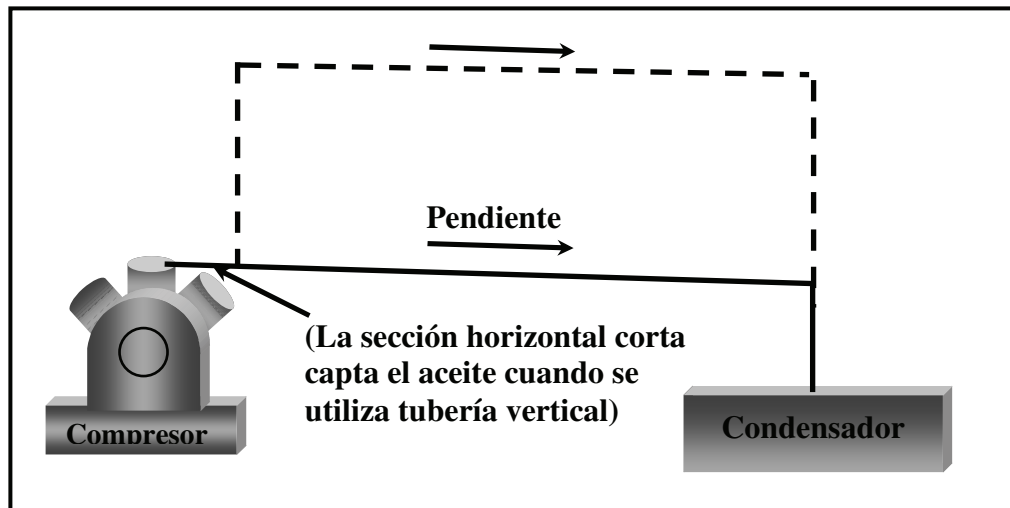 Pendiente
(La sección horizontal corta
capta el aceite cuando se
utiliza tubería vertical)
Compresor
Condensador